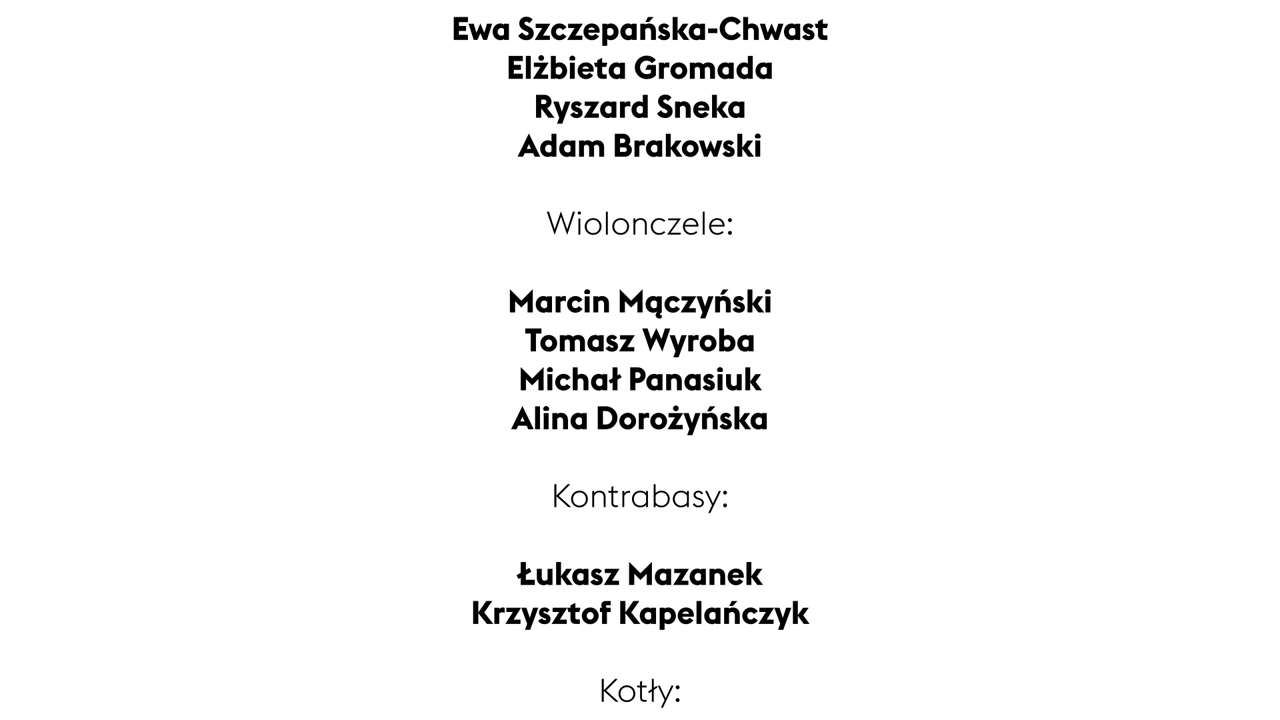 Ewa Szczepańska-Chwast
Elżbieta Gromada
Ryszard Sneka
Adam Brakowski
Wiolonczele:
Marcin Mączyński
Tomasz Wyroba
Michał Panasiuk
Alina Dorożyńska
Kontrabasy:
Łukasz Mazanek
Krzysztof Kapelańczyk
Kotły: